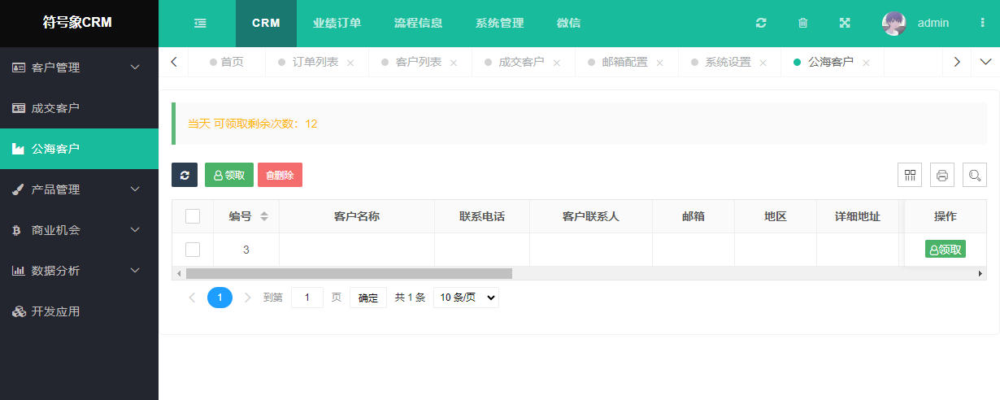 符号象CRM
CRM 业绩订单 流程信息 系统管理 微信 admin
首页 订单列表 客户列表 成交客户 邮箱配置 系统设置 公海客户
客户管理
成交客户
公海客户
产品管理
商业机会
数据分析
开发应用
当天 可领取剩余次数：12
领取 删除
编号 客户名称 联系电话 客户联系人 邮箱 地区 详细地址 操作
3 领取
1 到第 1 页 确定 共 1 条 10 条/页